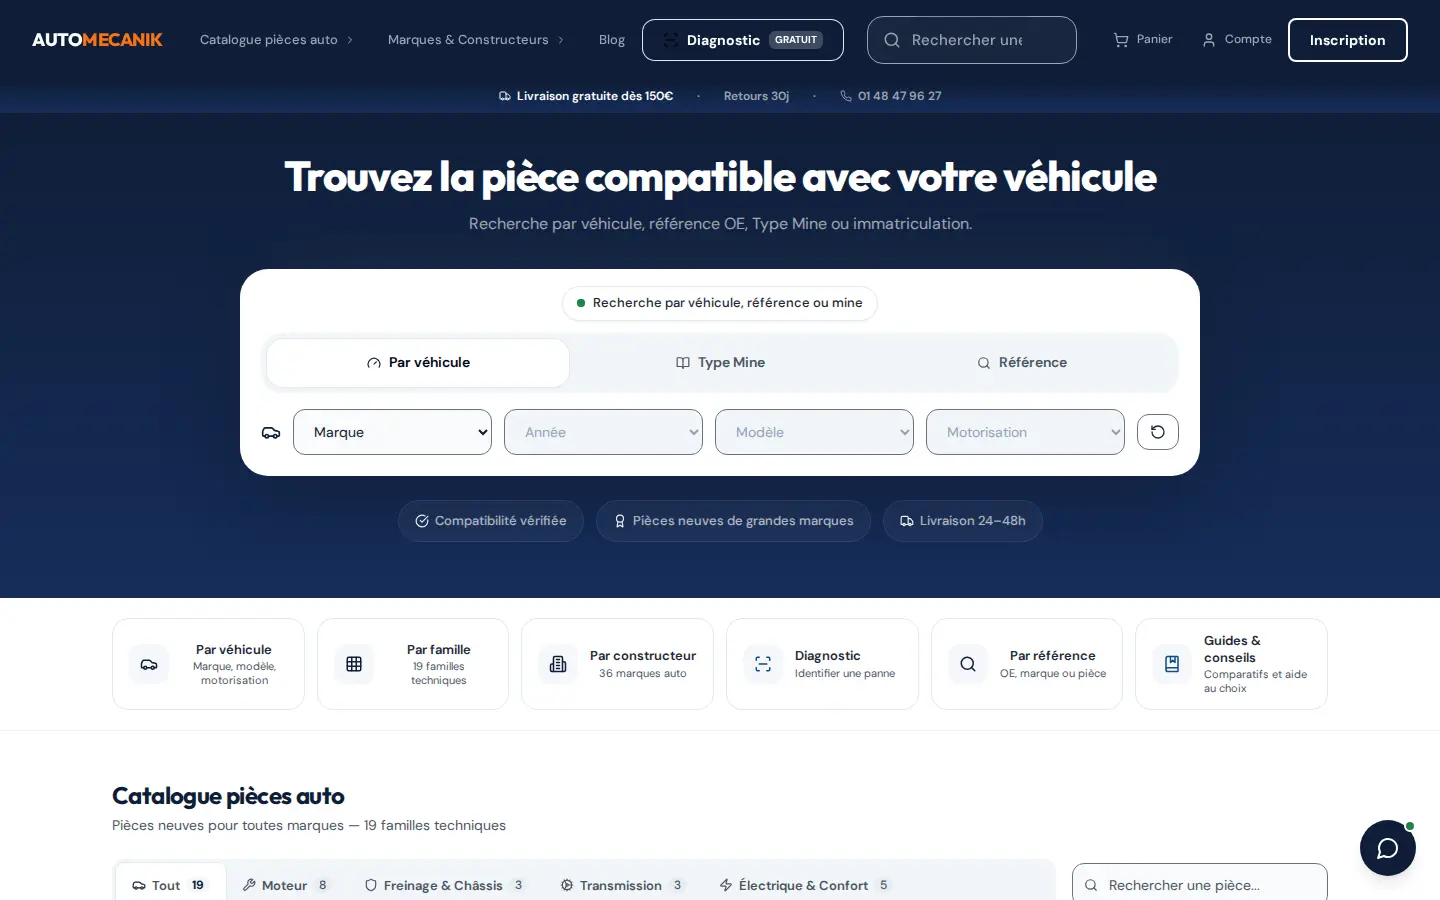 AUTOMECANIK
Catalogue pièces auto
Marques & Constructeurs
Blog
Diagnostic GRATUIT
Rechercher une
Panier
Compte
Inscription
Livraison gratuite dès 150€ · Retours 30j · 01 48 47 96 27
Trouvez la pièce compatible avec votre véhicule
Recherche par véhicule, référence OE, Type Mine ou immatriculation.
Recherche par véhicule, référence ou mine
Par véhicule
Type Mine
Référence
Marque
Année
Modèle
Motorisation
Compatibilité vérifiée
Pièces neuves de grandes marques
Livraison 24–48h
Par véhicule
Marque, modèle,
motorisation
Par famille
19 familles
techniques
Par constructeur
36 marques auto
Diagnostic
Identifier une panne
Par référence
OE, marque ou pièce
Guides &
conseils
Comparatifs et aide
au choix
Catalogue pièces auto
Pièces neuves pour toutes marques — 19 familles techniques
Tout 19
Moteur 8
Freinage & Châssis 3
Transmission 3
Électrique & Confort 5
Rechercher une pièce...